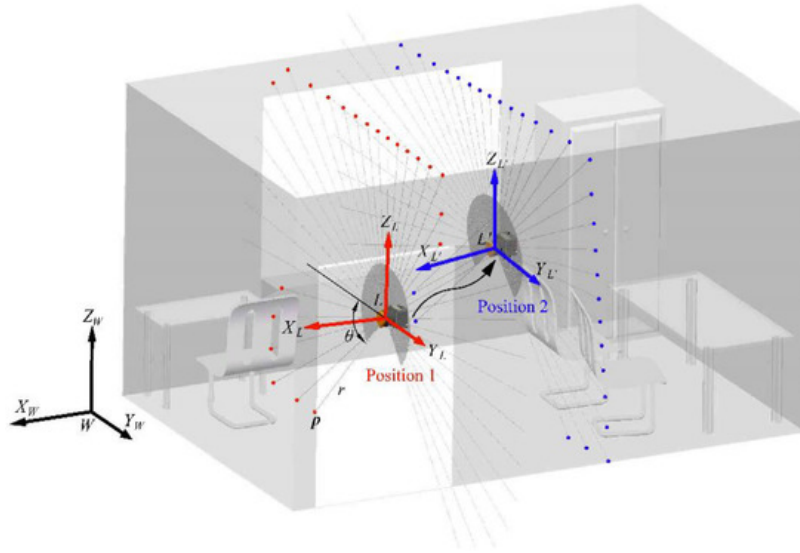 Z_L'
Z_L
L'
X_L'
Y_L'
L
Position 2
Z_W
X_L
θ
Y_L
Position 1
r
X_W
p
W
Y_W